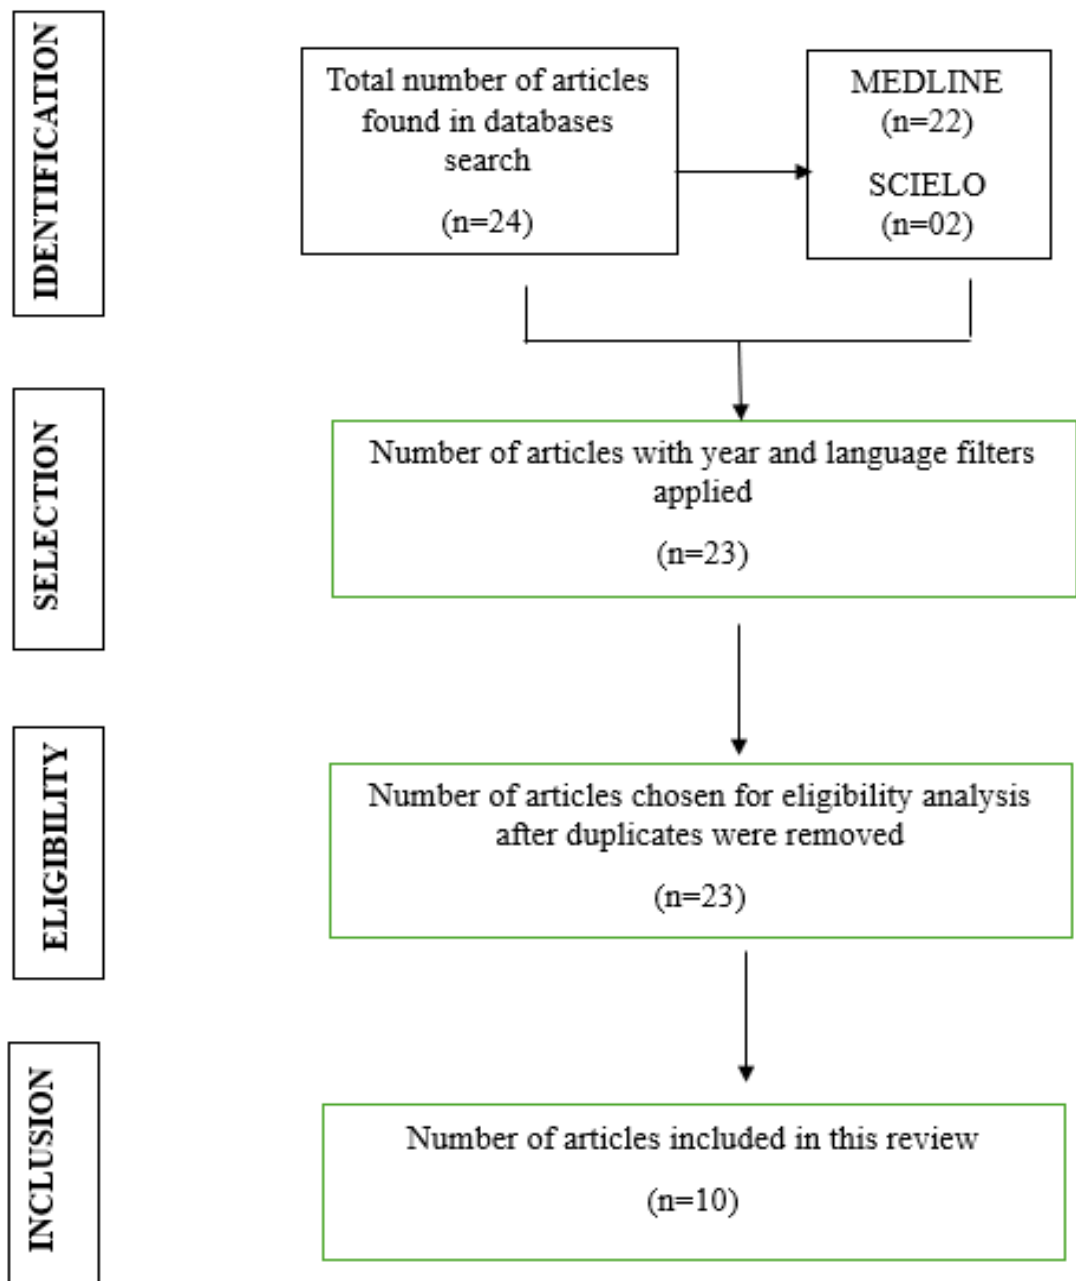 IDENTIFICATION
Total number of articles
found in databases
search
(n=24)
MEDLINE
(n=22)
SCIELO
(n=02)
SELECTION
Number of articles with year and language filters
applied
(n=23)
ELIGIBILITY
Number of articles chosen for eligibility analysis
after duplicates were removed
(n=23)
INCLUSION
Number of articles included in this review
(n=10)